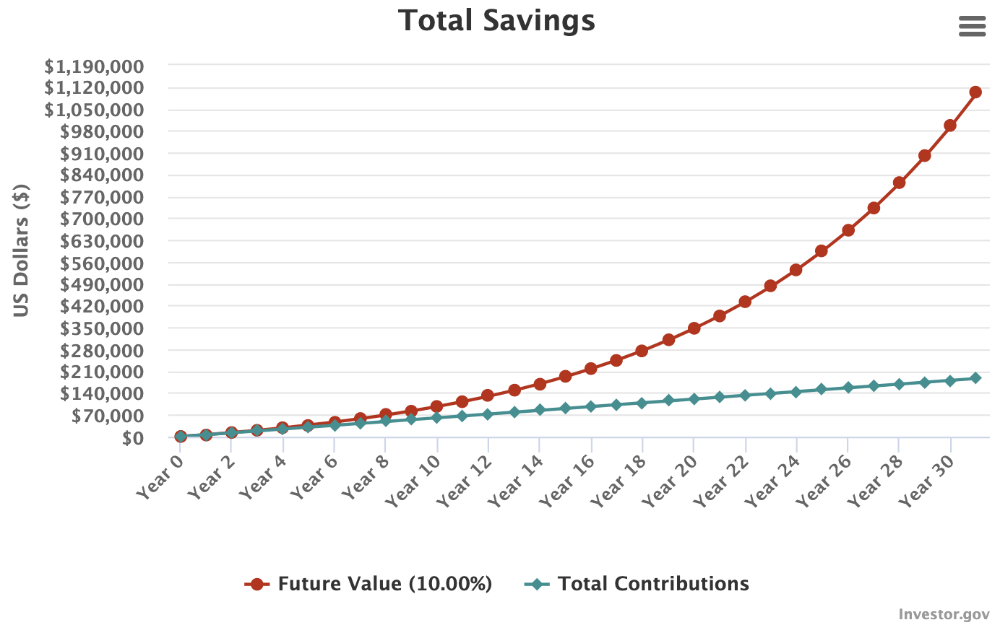 Total Savings
$1,190,000
$1,120,000
$1,050,000
$980,000
$910,000
$840,000
$770,000
$700,000
$630,000
$560,000
$490,000
$420,000
$350,000
$280,000
$210,000
$140,000
$70,000
$0
US Dollars ($)
Year 0
Year 2
Year 4
Year 6
Year 8
Year 10
Year 12
Year 14
Year 16
Year 18
Year 20
Year 22
Year 24
Year 26
Year 28
Year 30
Future Value (10.00%)
Total Contributions
Investor.gov